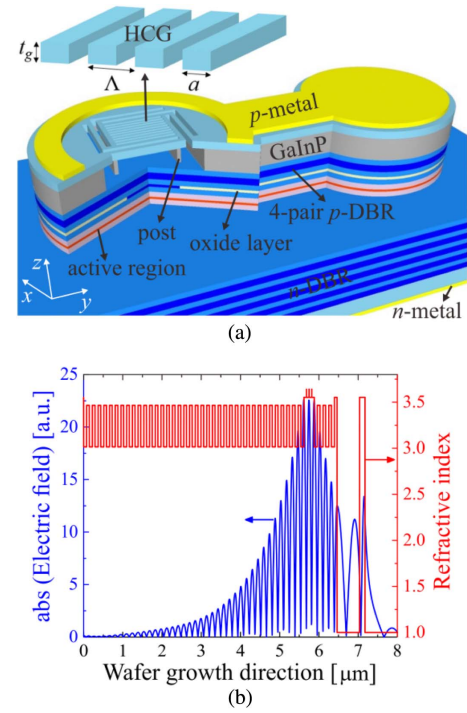 HCG
t_g
Λ
a
p-metal
GaInP
4-pair p-DBR
post
oxide layer
active region
n-DBR
n-metal
z
x
y
(a)
abs (Electric field) [a.u.]
25
20
15
10
5
0
3.5
3.0
2.5
2.0
1.5
1.0
Refractive index
0 1 2 3 4 5 6 7 8
Wafer growth direction [μm]
(b)